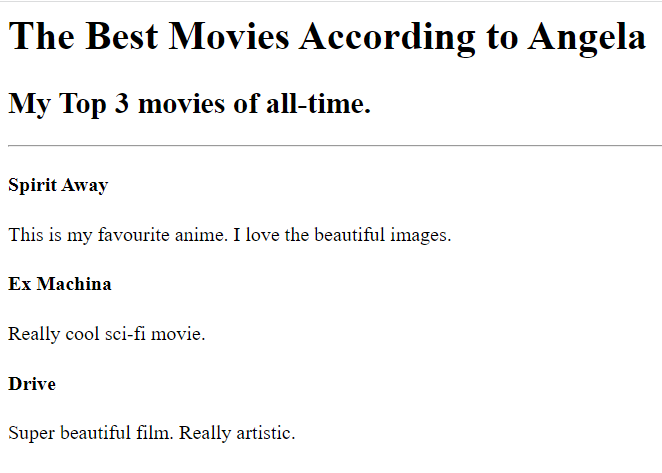 The Best Movies According to Angela
My Top 3 movies of all-time.
Spirit Away
This is my favourite anime. I love the beautiful images.
Ex Machina
Really cool sci-fi movie.
Drive
Super beautiful film. Really artistic.